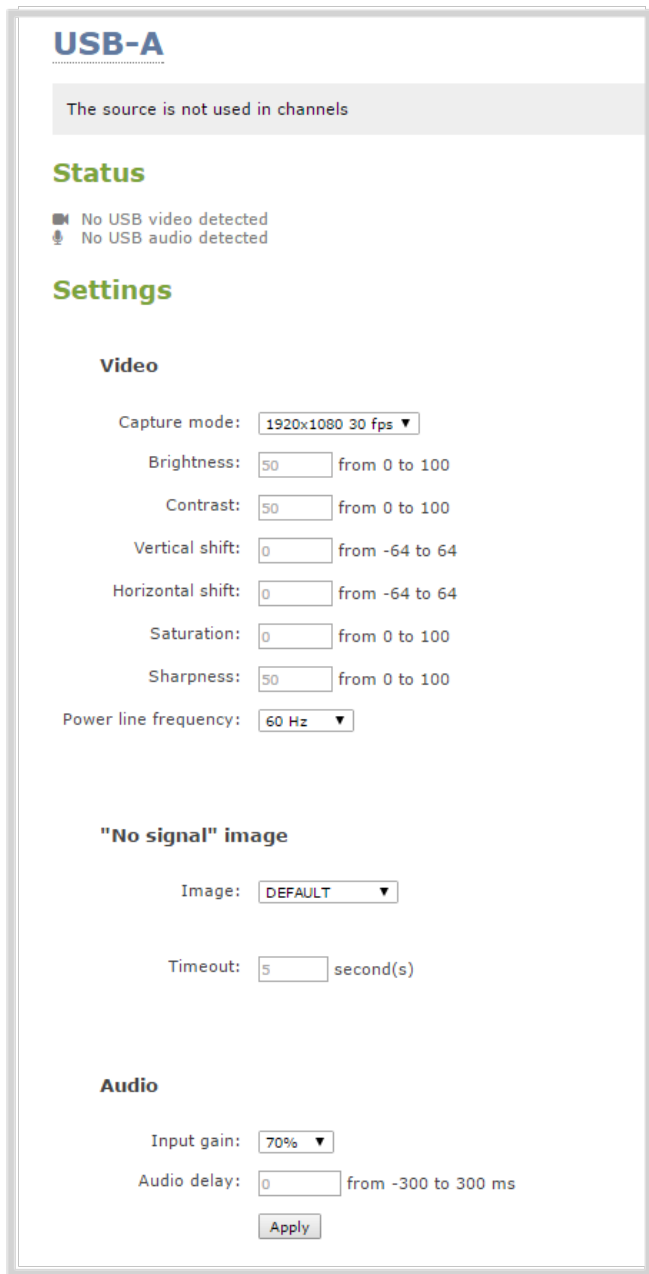 USB-A
The source is not used in channels
Status
No USB video detected
No USB audio detected
Settings
Video
Capture mode: 1920x1080 30 fps
Brightness: 50 from 0 to 100
Contrast: 50 from 0 to 100
Vertical shift: 0 from -64 to 64
Horizontal shift: 0 from -64 to 64
Saturation: 0 from 0 to 100
Sharpness: 50 from 0 to 100
Power line frequency: 60 Hz
"No signal" image
Image: DEFAULT
Timeout: 5 second(s)
Audio
Input gain: 70%
Audio delay: 0 from -300 to 300 ms
Apply